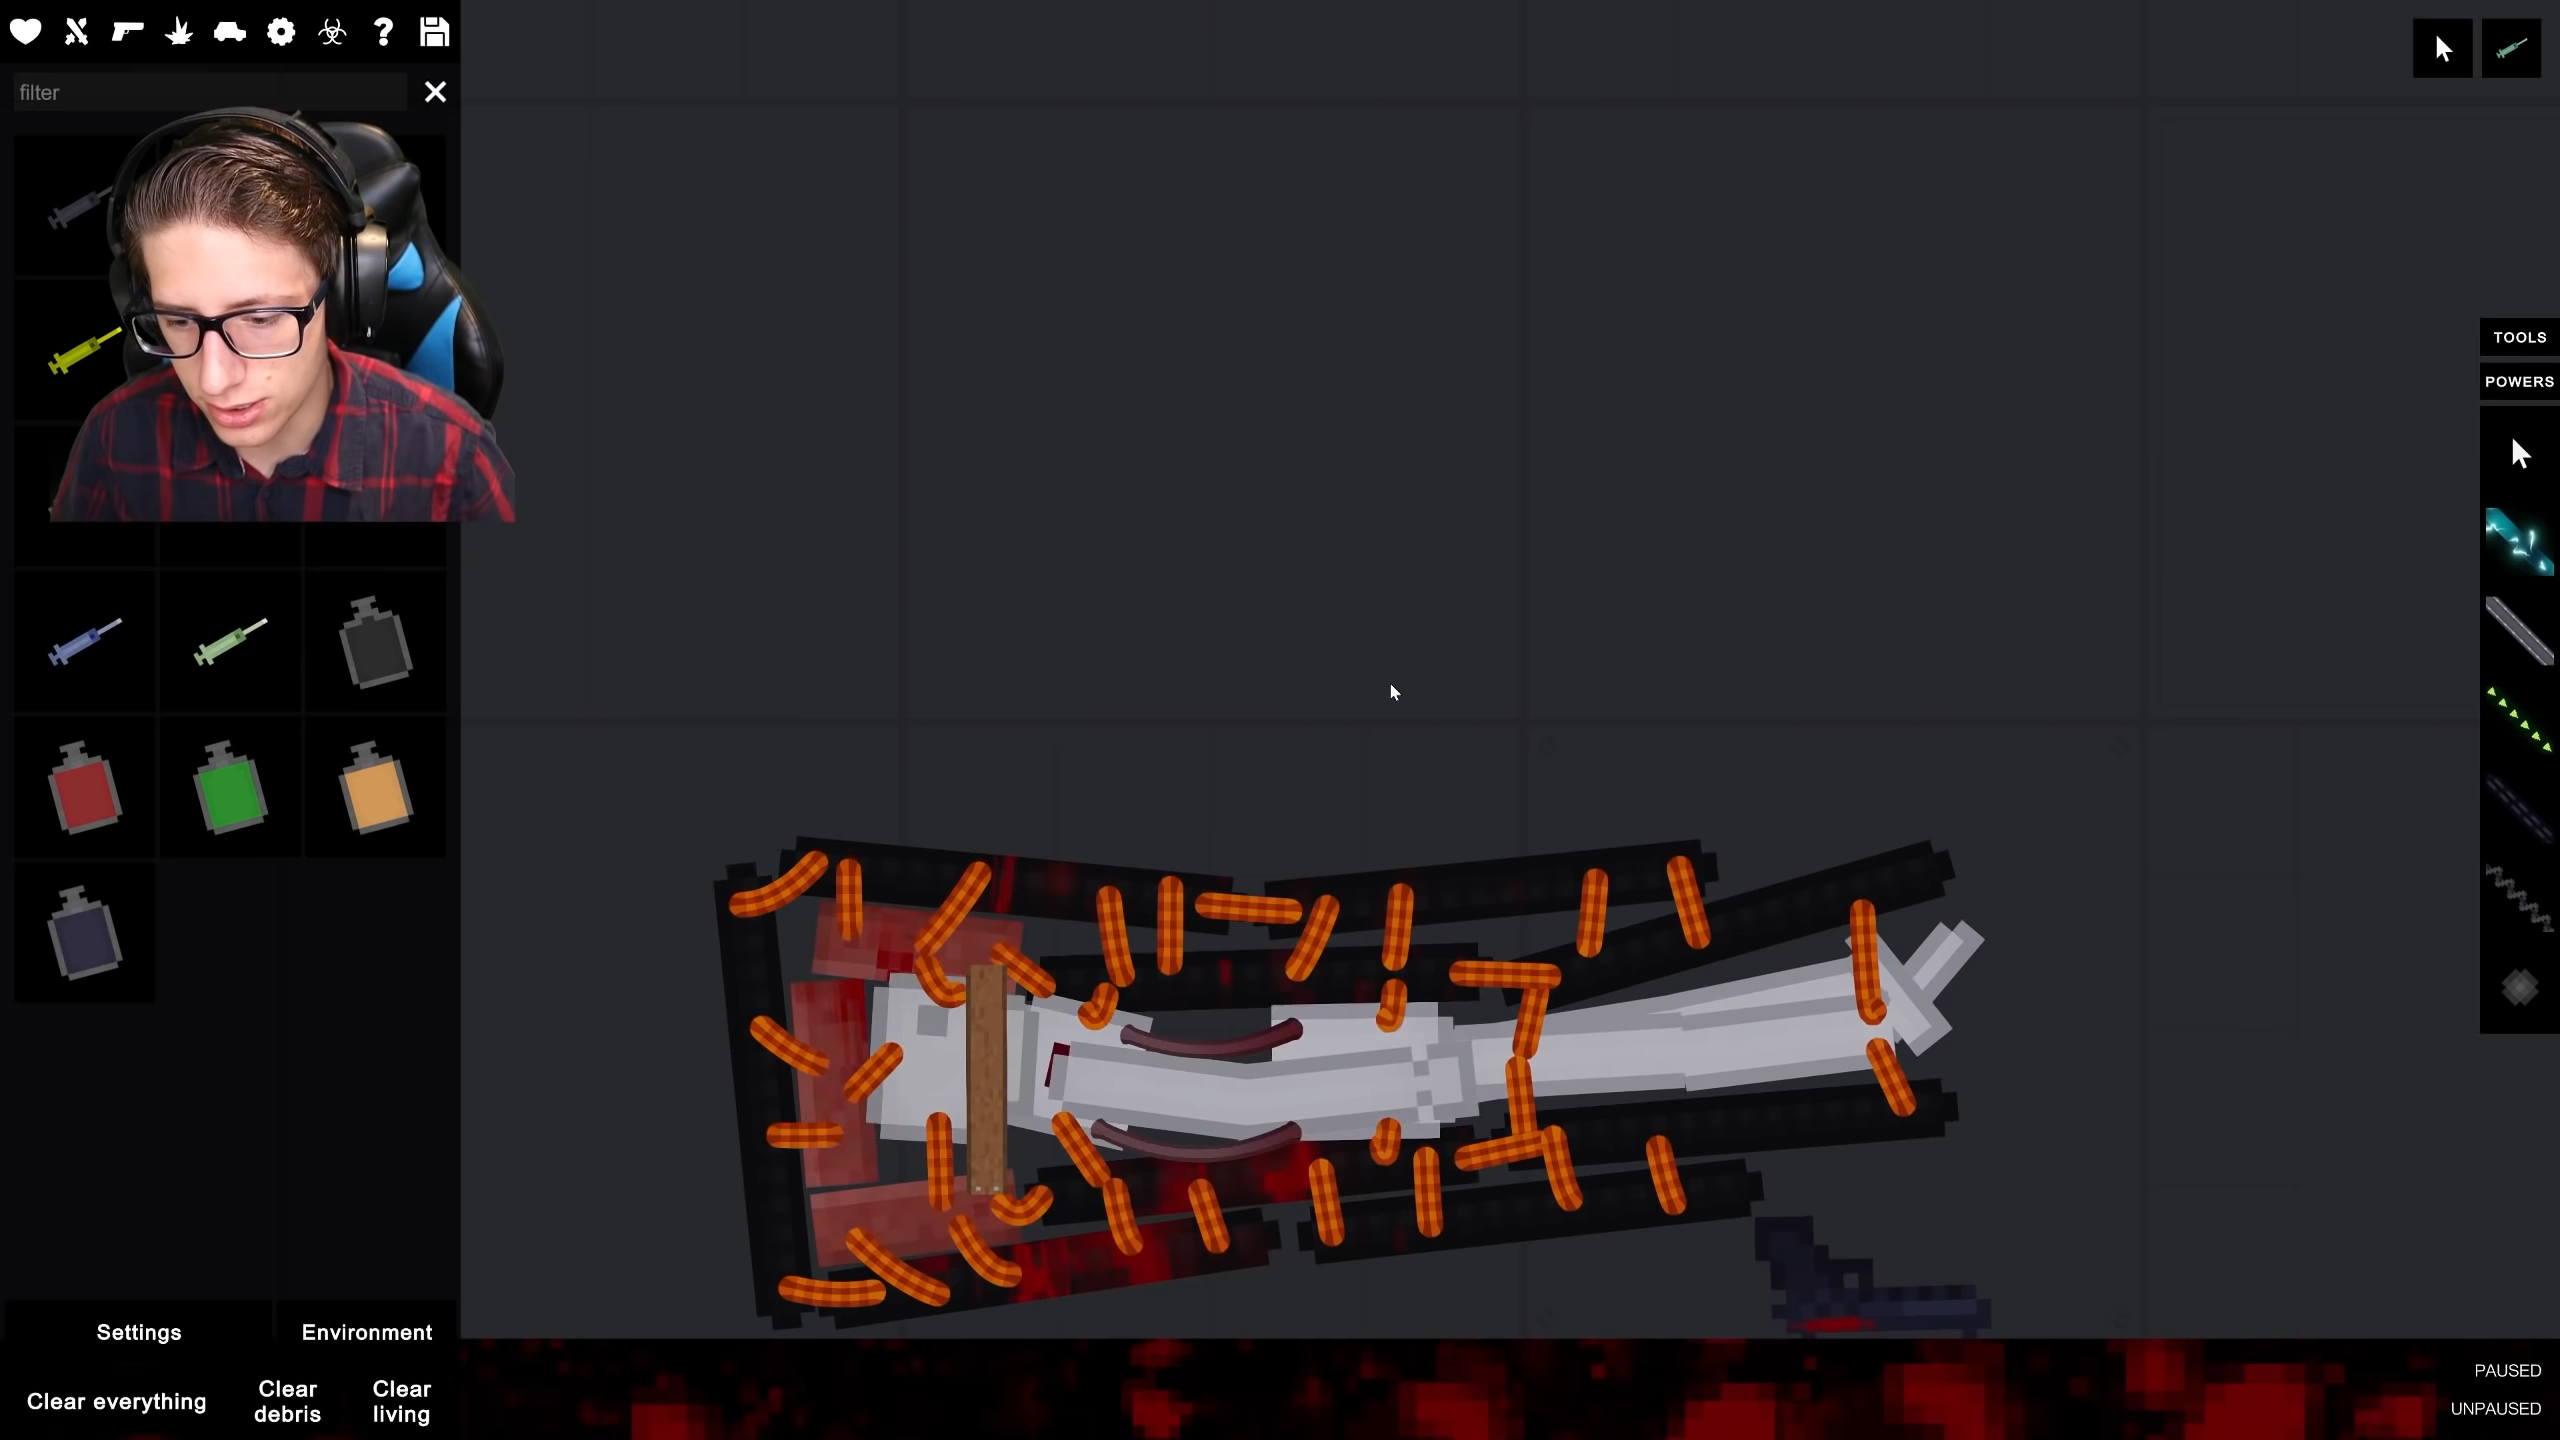 ?
filter
TOOLS
POWERS
Settings
Environment
Clear everything
Clear
debris
Clear
living
PAUSED
UNPAUSED